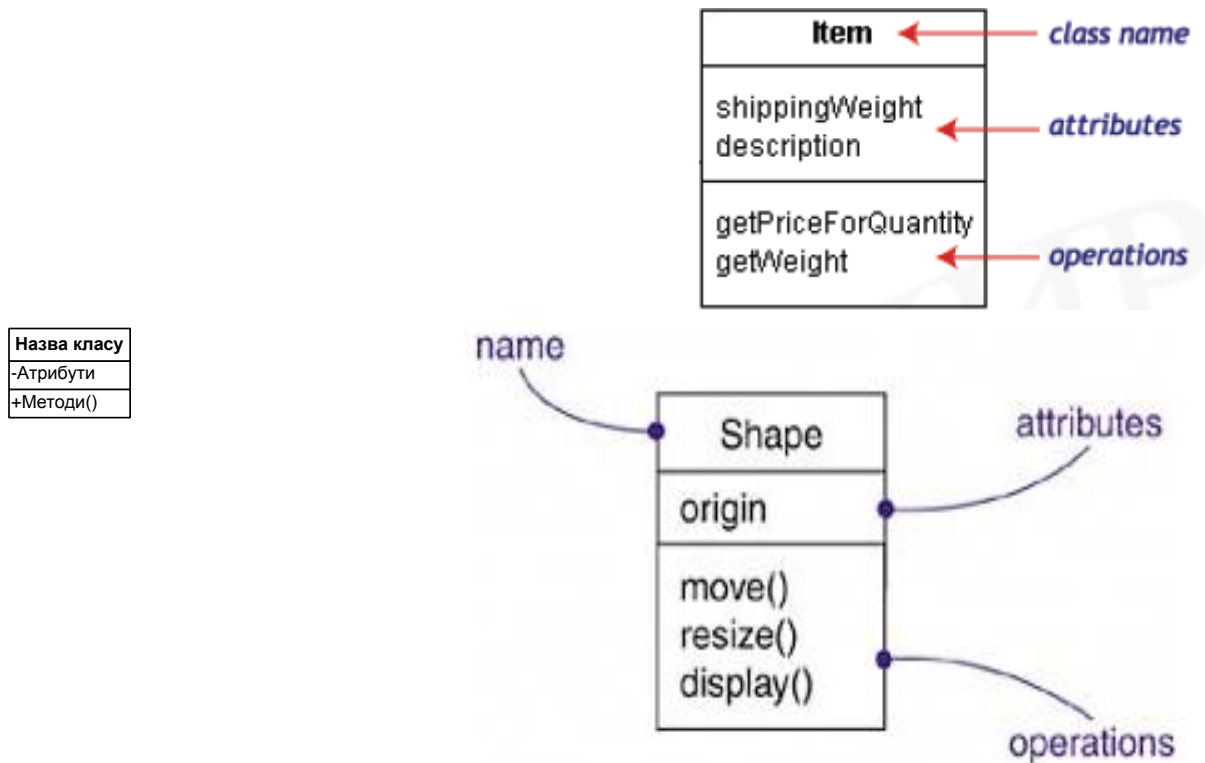 Item
class name
shippingWeight
description
attributes
getPriceForQuantity
getWeight
operations
Назва класу
-Атрибути
+Методи()
name
Shape
attributes
origin
move()
resize()
display()
operations